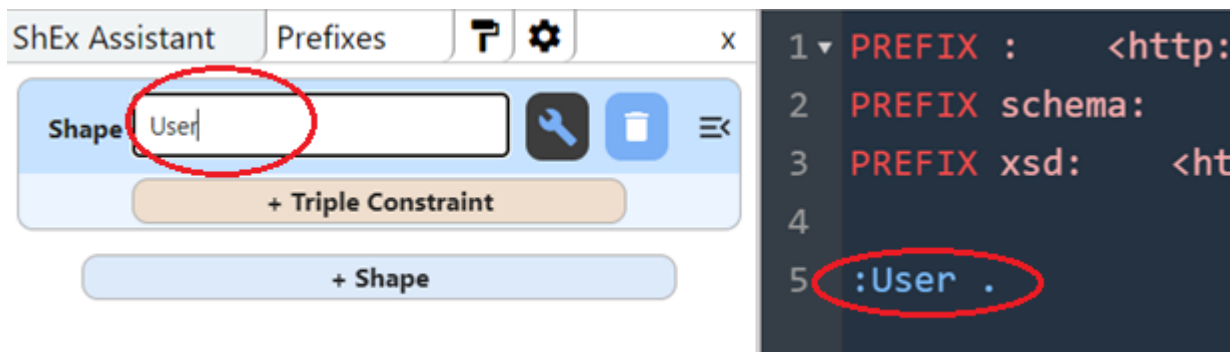 ShEx Assistant Prefixes x
Shape User
+ Triple Constraint
+ Shape
1 PREFIX : <http:
2 PREFIX schema:
3 PREFIX xsd: <ht
4
5 :User .